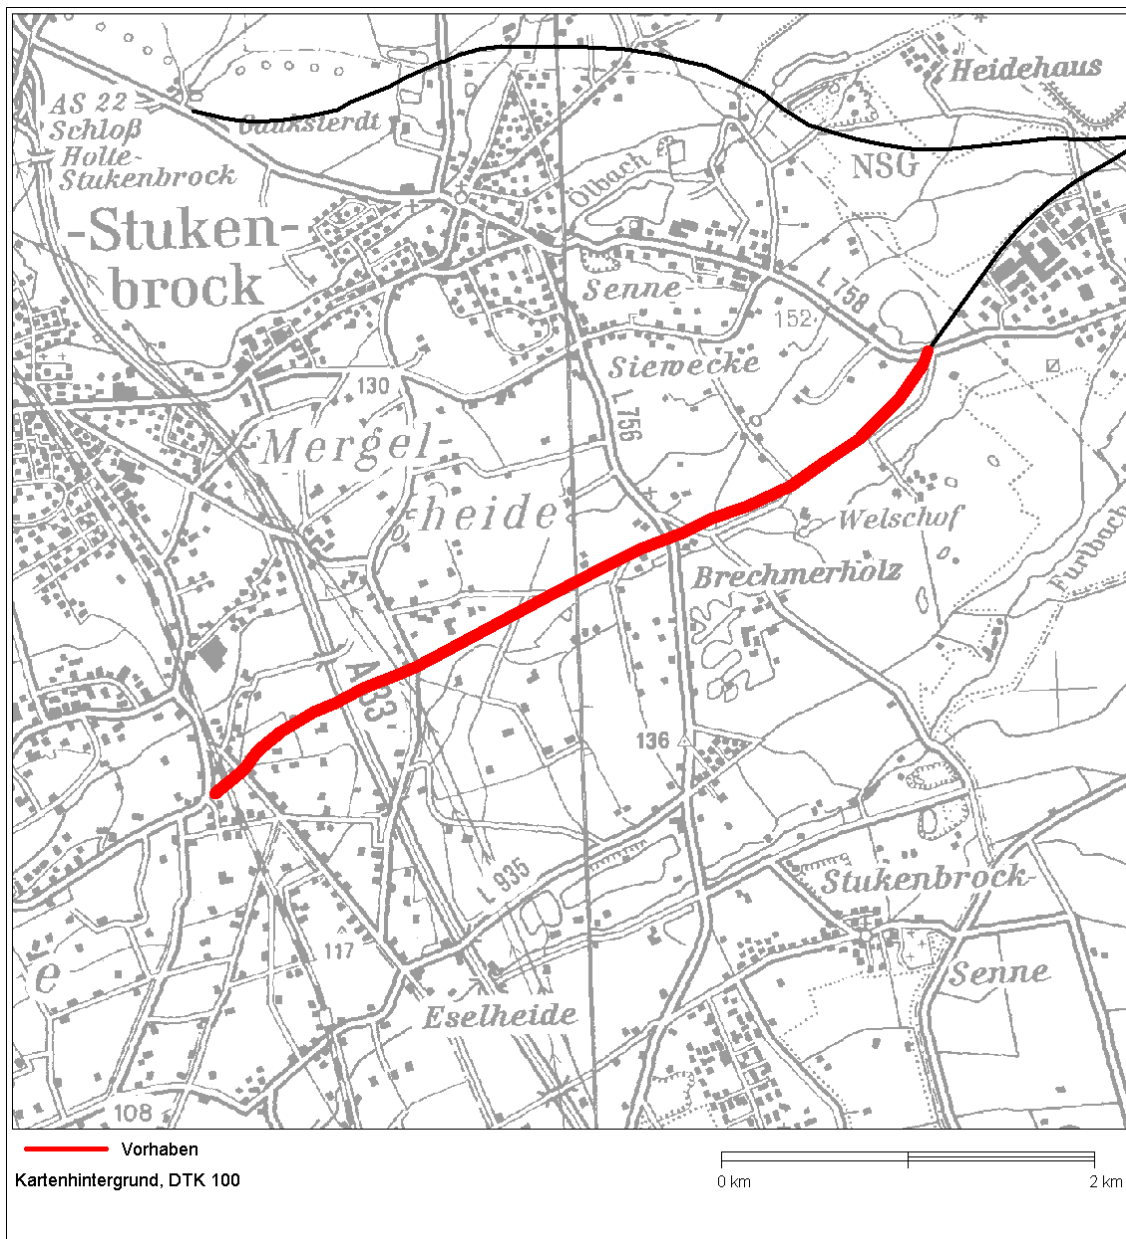 Heidehaus
AS 22
Schloß
Holte-
Stukenbrock
NSG
Ölbach
-Stuken-
brock
Senne
L 758
152
Siewecke
130
L 756
Mergel-
heide
Welschof
Furlbach
Brechmerholz
A 33
136
L 935
Stukenbrock-
117
e
Senne
Eselheide
108
Vorhaben
Kartenhintergrund, DTK 100
0 km
2 km